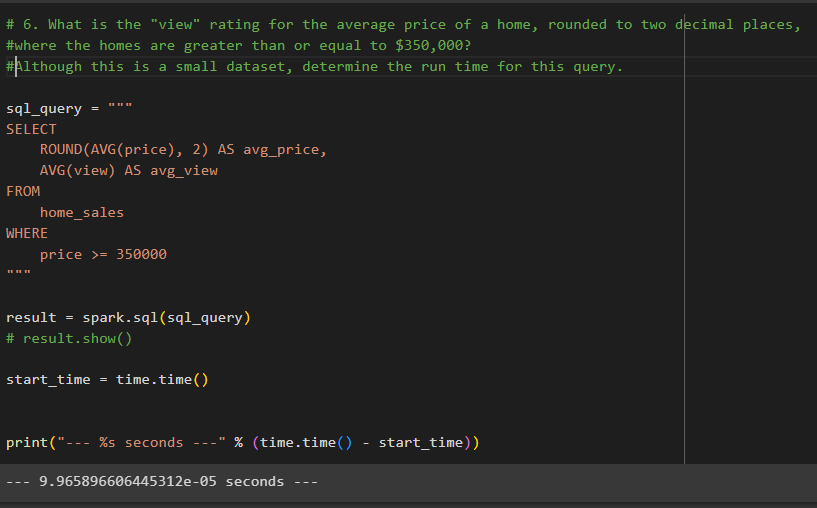 # 6. What is the "view" rating for the average price of a home, rounded to two decimal places,
#where the homes are greater than or equal to $350,000?
#Although this is a small dataset, determine the run time for this query.
sql_query = """
SELECT
    ROUND(AVG(price), 2) AS avg_price,
    AVG(view) AS avg_view
FROM
    home_sales
WHERE
    price >= 350000
"""
result = spark.sql(sql_query)
# result.show()
start_time = time.time()
print("--- %s seconds ---" % (time.time() - start_time))
--- 9.965896606445312e-05 seconds ---